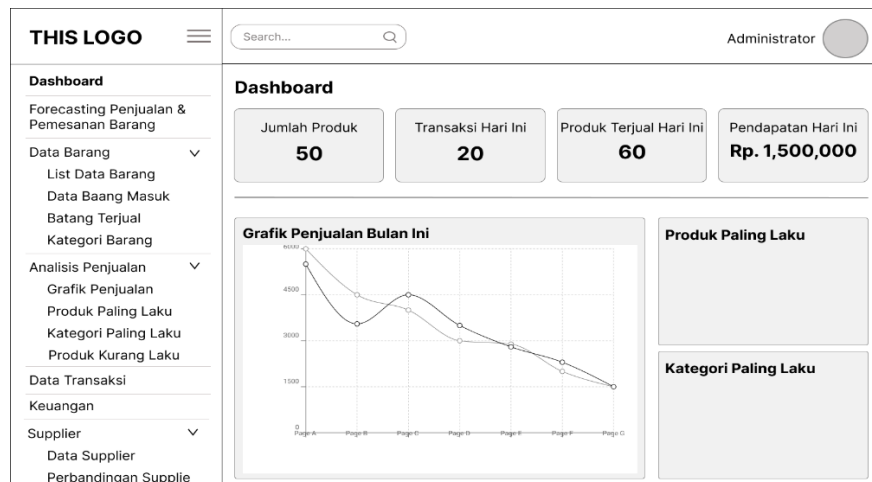 THIS LOGO
Search...
Administrator
Dashboard
Forecasting Penjualan &
Pemesanan Barang
Data Barang
List Data Barang
Data Baang Masuk
Batang Terjual
Kategori Barang
Analisis Penjualan
Grafik Penjualan
Produk Paling Laku
Kategori Paling Laku
Produk Kurang Laku
Data Transaksi
Keuangan
Supplier
Data Supplier
Perbandingan Supplie
Dashboard
Jumlah Produk
50
Transaksi Hari Ini
20
Produk Terjual Hari Ini
60
Pendapatan Hari Ini
Rp. 1,500,000
Grafik Penjualan Bulan Ini
6000
4500
3000
1500
0
Page A Page B Page C Page D Page E Page F Page G
Produk Paling Laku
Kategori Paling Laku